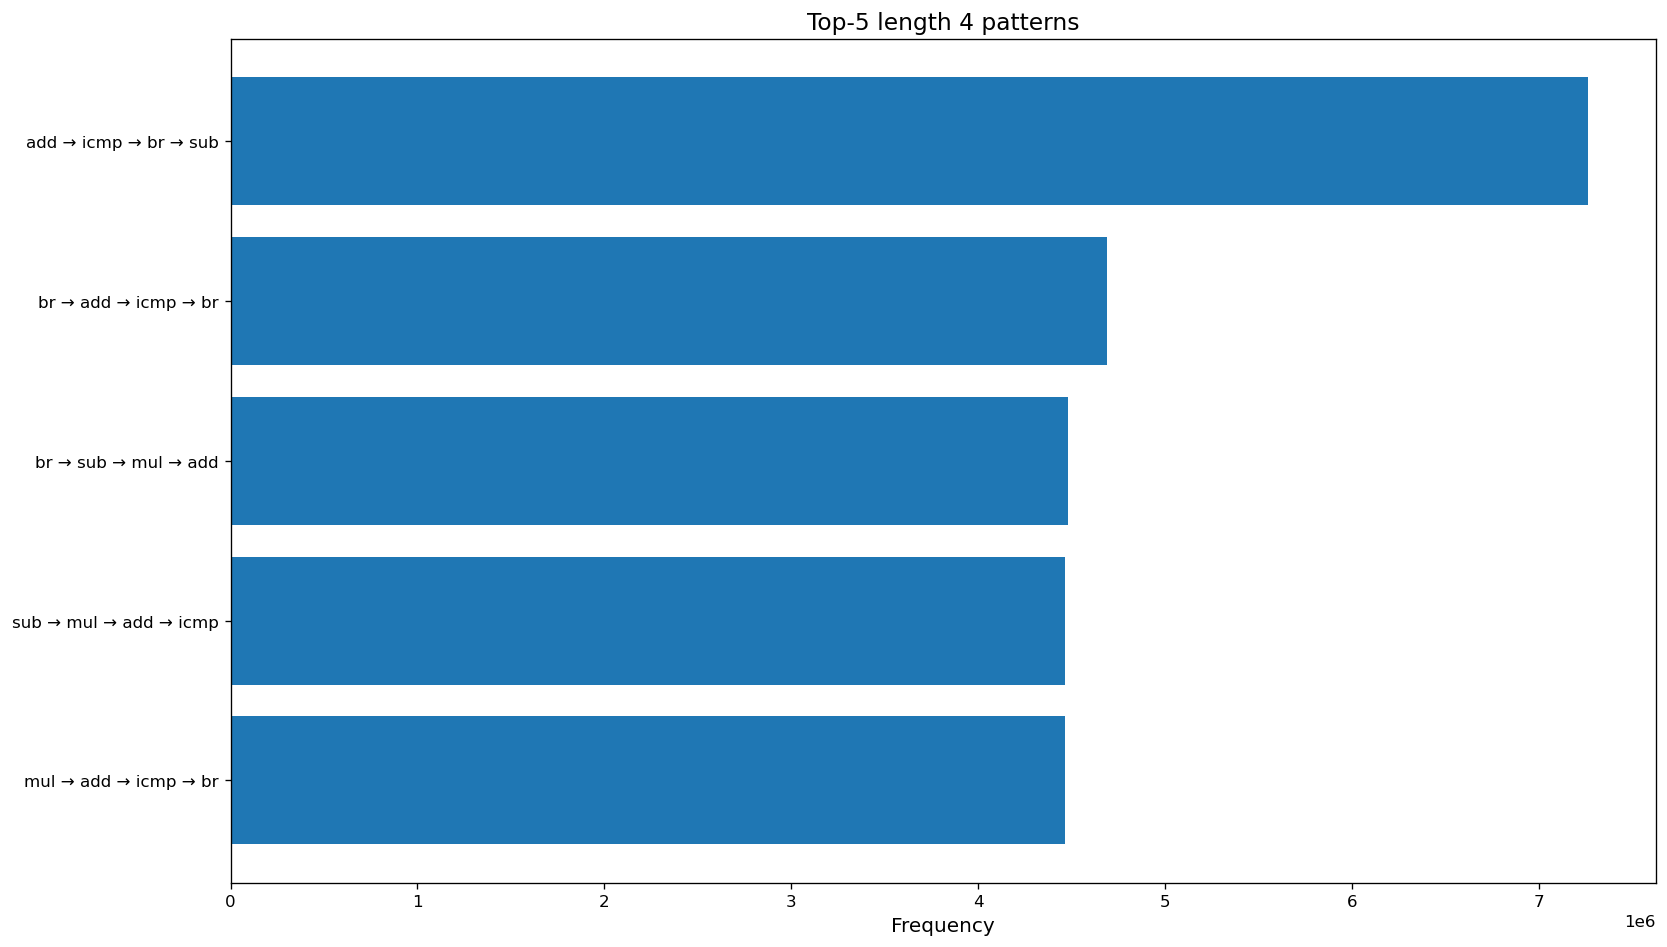 Top-5 length 4 patterns
add → icmp → br → sub
br → add → icmp → br
br → sub → mul → add
sub → mul → add → icmp
mul → add → icmp → br
0 1 2 3 4 5 6 7
1e6
Frequency